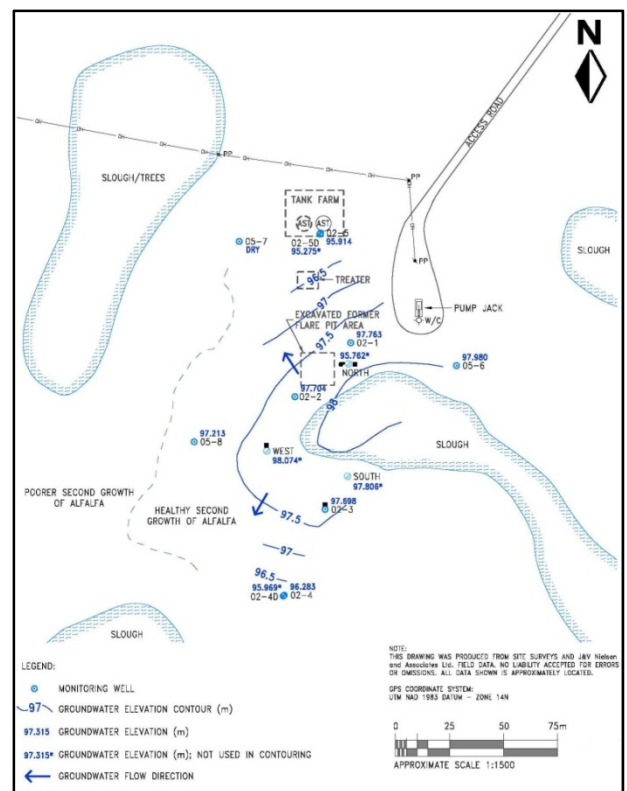 N
ACCESS ROAD
OH
OH
OH
OH
OH
OH
OH
PP
PP
SLOUGH/TREES
TANK FARM
AST
AST
02-5
95.914
02-5D
95.275*
05-7
DRY
PP
SLOUGH
96.5
TREATER
97
EXCAVATED FORMER
FLARE PIT AREA
97.5
PUMP JACK
W/C
97.763
02-1
95.762*
NORTH
97.980
05-6
97.704
02-2
98
97.213
05-8
WEST
98.074*
SLOUGH
SOUTH
97.806*
POORER SECOND GROWTH
OF ALFALFA
HEALTHY SECOND
GROWTH OF ALFALFA
97.698
02-3
97.5
97
96.5
95.969*
96.283
02-4D
02-4
SLOUGH
LEGEND:
MONITORING WELL
97 GROUNDWATER ELEVATION CONTOUR (m)
97.315 GROUNDWATER ELEVATION (m)
97.315* GROUNDWATER ELEVATION (m); NOT USED IN CONTOURING
GROUNDWATER FLOW DIRECTION
NOTE:
THIS DRAWING WAS PRODUCED FROM SITE SURVEYS AND J&V Nielsen
and Associates Ltd. FIELD DATA. NO LIABILITY ACCEPTED FOR ERRORS
OR OMISSIONS. ALL DATA SHOWN IS APPROXIMATELY LOCATED.
GPS COORDINATE SYSTEM:
UTM NAD 1983 DATUM - ZONE 14N
0 25 50 75m
APPROXIMATE SCALE 1:1500